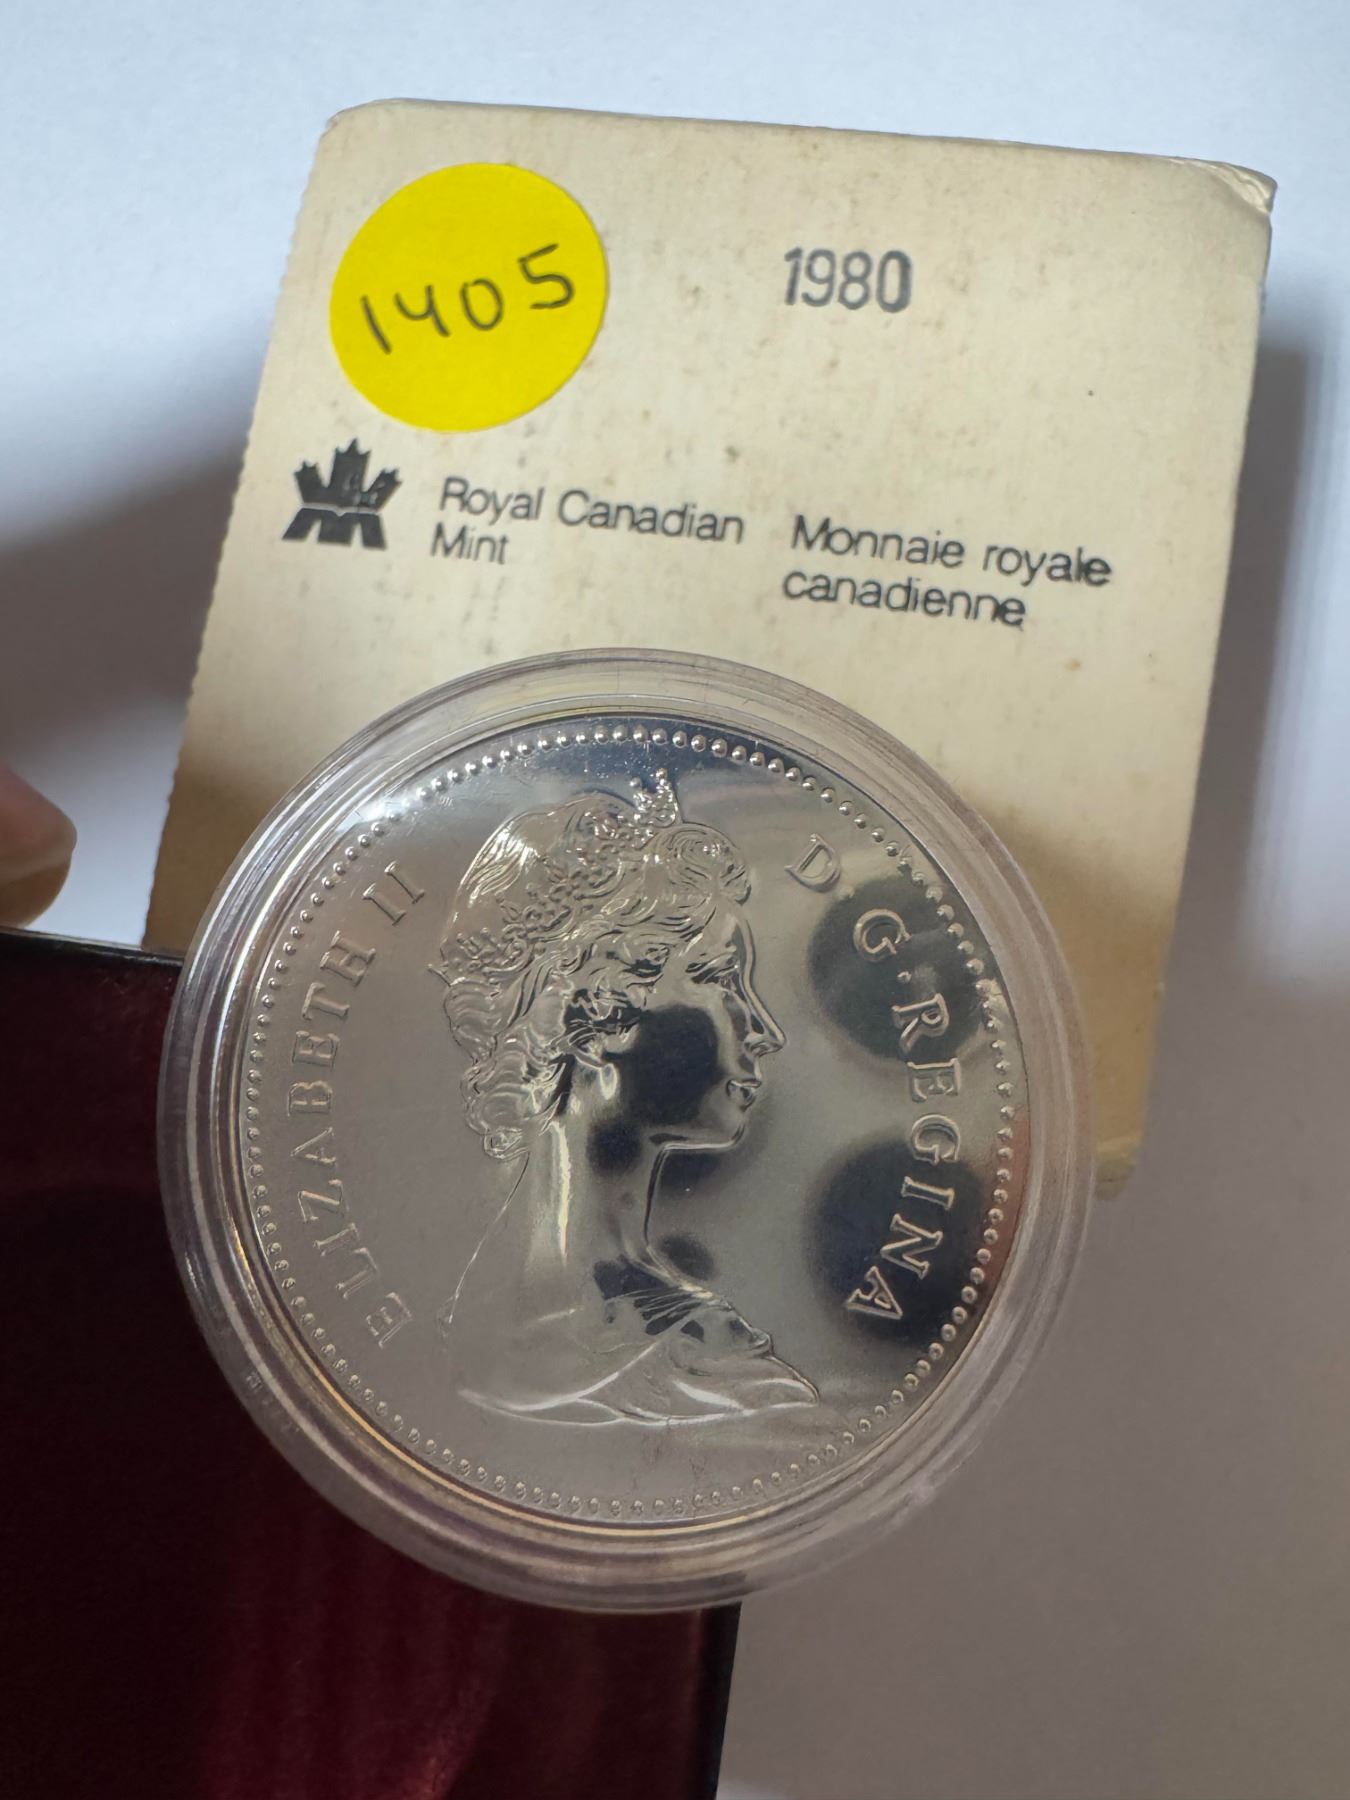 1405
1980
Royal Canadian
Mint
Monnaie royale
canadienne
ELIZABETH II
D.G.REGINA